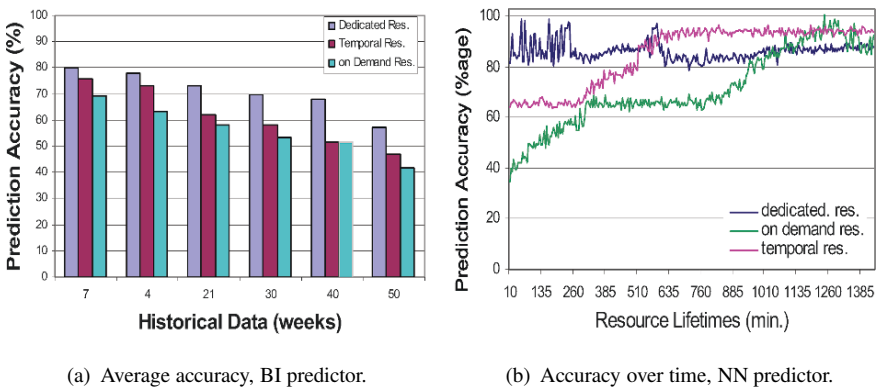 Prediction Accuracy (%)
100
90
80
70
60
50
40
30
20
10
0
Dedicated Res.
Temporal Res.
on Demand Res.
7 4 21 30 40 50
Historical Data (weeks)
(a) Average accuracy, BI predictor.
Prediction Accuracy (%age)
100
80
60
40
20
0
dedicated. res.
on demand res.
temporal res.
10 135 260 385 510 635 760 885 1010 1135 1260 1385
Resource Lifetimes (min.)
(b) Accuracy over time, NN predictor.